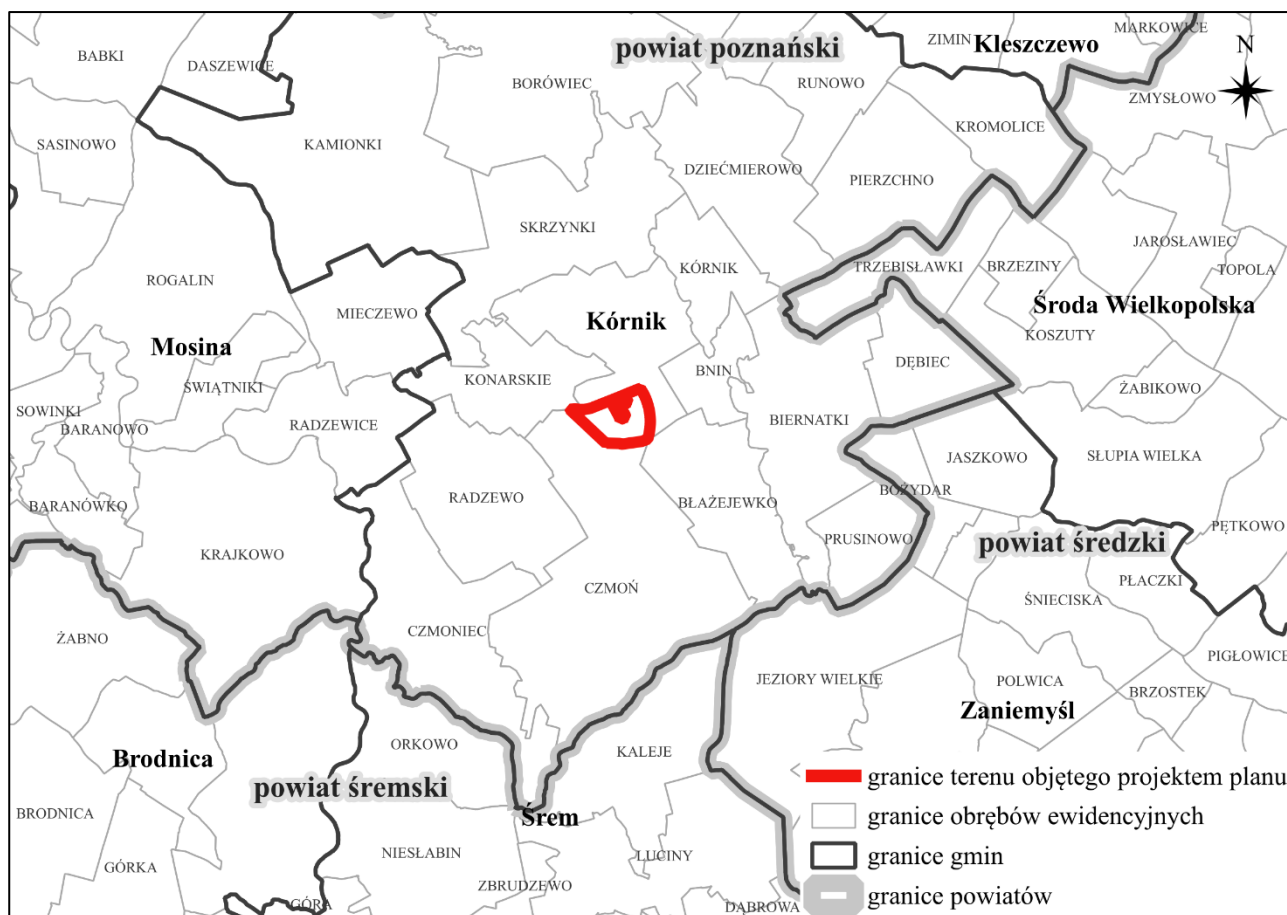 BABKI
DASZEWICE
powiat poznański
ZIMIN
Kleszczewo
MARKOWICE
N
BORÓWIEC
RUNOWO
ZMYSŁOWO
SASINOWO
KAMIONKI
KROMOLICE
DZIEĆMIEROWO
PIERZCHNO
SKRZYNKI
JAROSŁAWIEC
ROGALIN
KÓRNIK
TRZEBISŁAWKI
BRZEZINY
TOPOLA
MIECZEWO
Kórnik
Środa Wielkopolska
Mosina
KOSZUTY
KONARSKIE
BNIN
DĘBIEC
ŚWIĄTNIKI
ŻABIKOWO
SOWINKI
BARANOWO
RADZEWICE
BIERNATKI
SŁUPIA WIELKA
JASZKOWO
BOŻYDAR
RADZEWO
BŁAŻEJEWKO
BARANÓWKO
PĘTKOWO
KRAJKOWO
PRUSINOWO
powiat średzki
PŁACZKI
CZMOŃ
ŚNIECISKA
CZMONIEC
ŻABNO
PIGŁOWICE
JEZIORY WIELKIE
POLWICA
BRZOSTEK
Zaniemyśl
ORKOWO
KALEJE
Brodnica
powiat śremski
granice terenu objętego projektem planu
BRODNICA
Śrem
granice obrębów ewidencyjnych
NIESŁABIN
LUCINY
GÓRKA
granice gmin
ZBRUDZEWO
GÓRA
DĄBROWA
granice powiatów